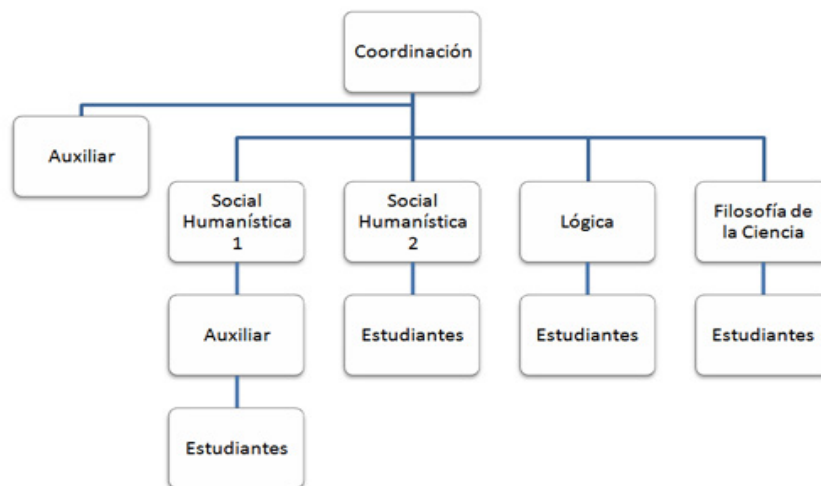 Coordinación
Auxiliar
Social
Humanística
1
Social
Humanística
2
Lógica
Filosofía de
la Ciencia
Auxiliar
Estudiantes
Estudiantes
Estudiantes
Estudiantes